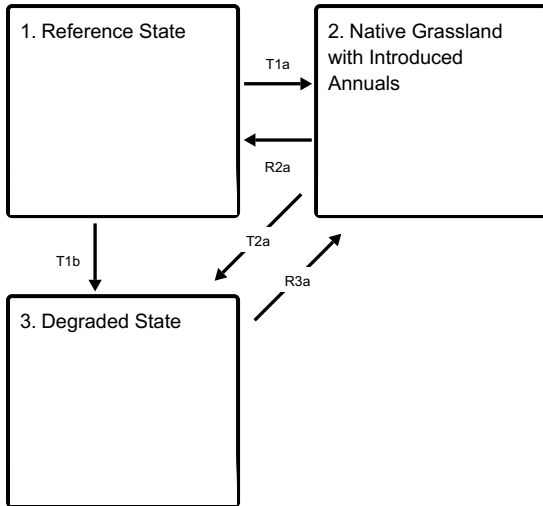 1. Reference State
2. Native Grassland
with Introduced
Annuals
T1a
R2a
T1b
T2a
R3a
3. Degraded State